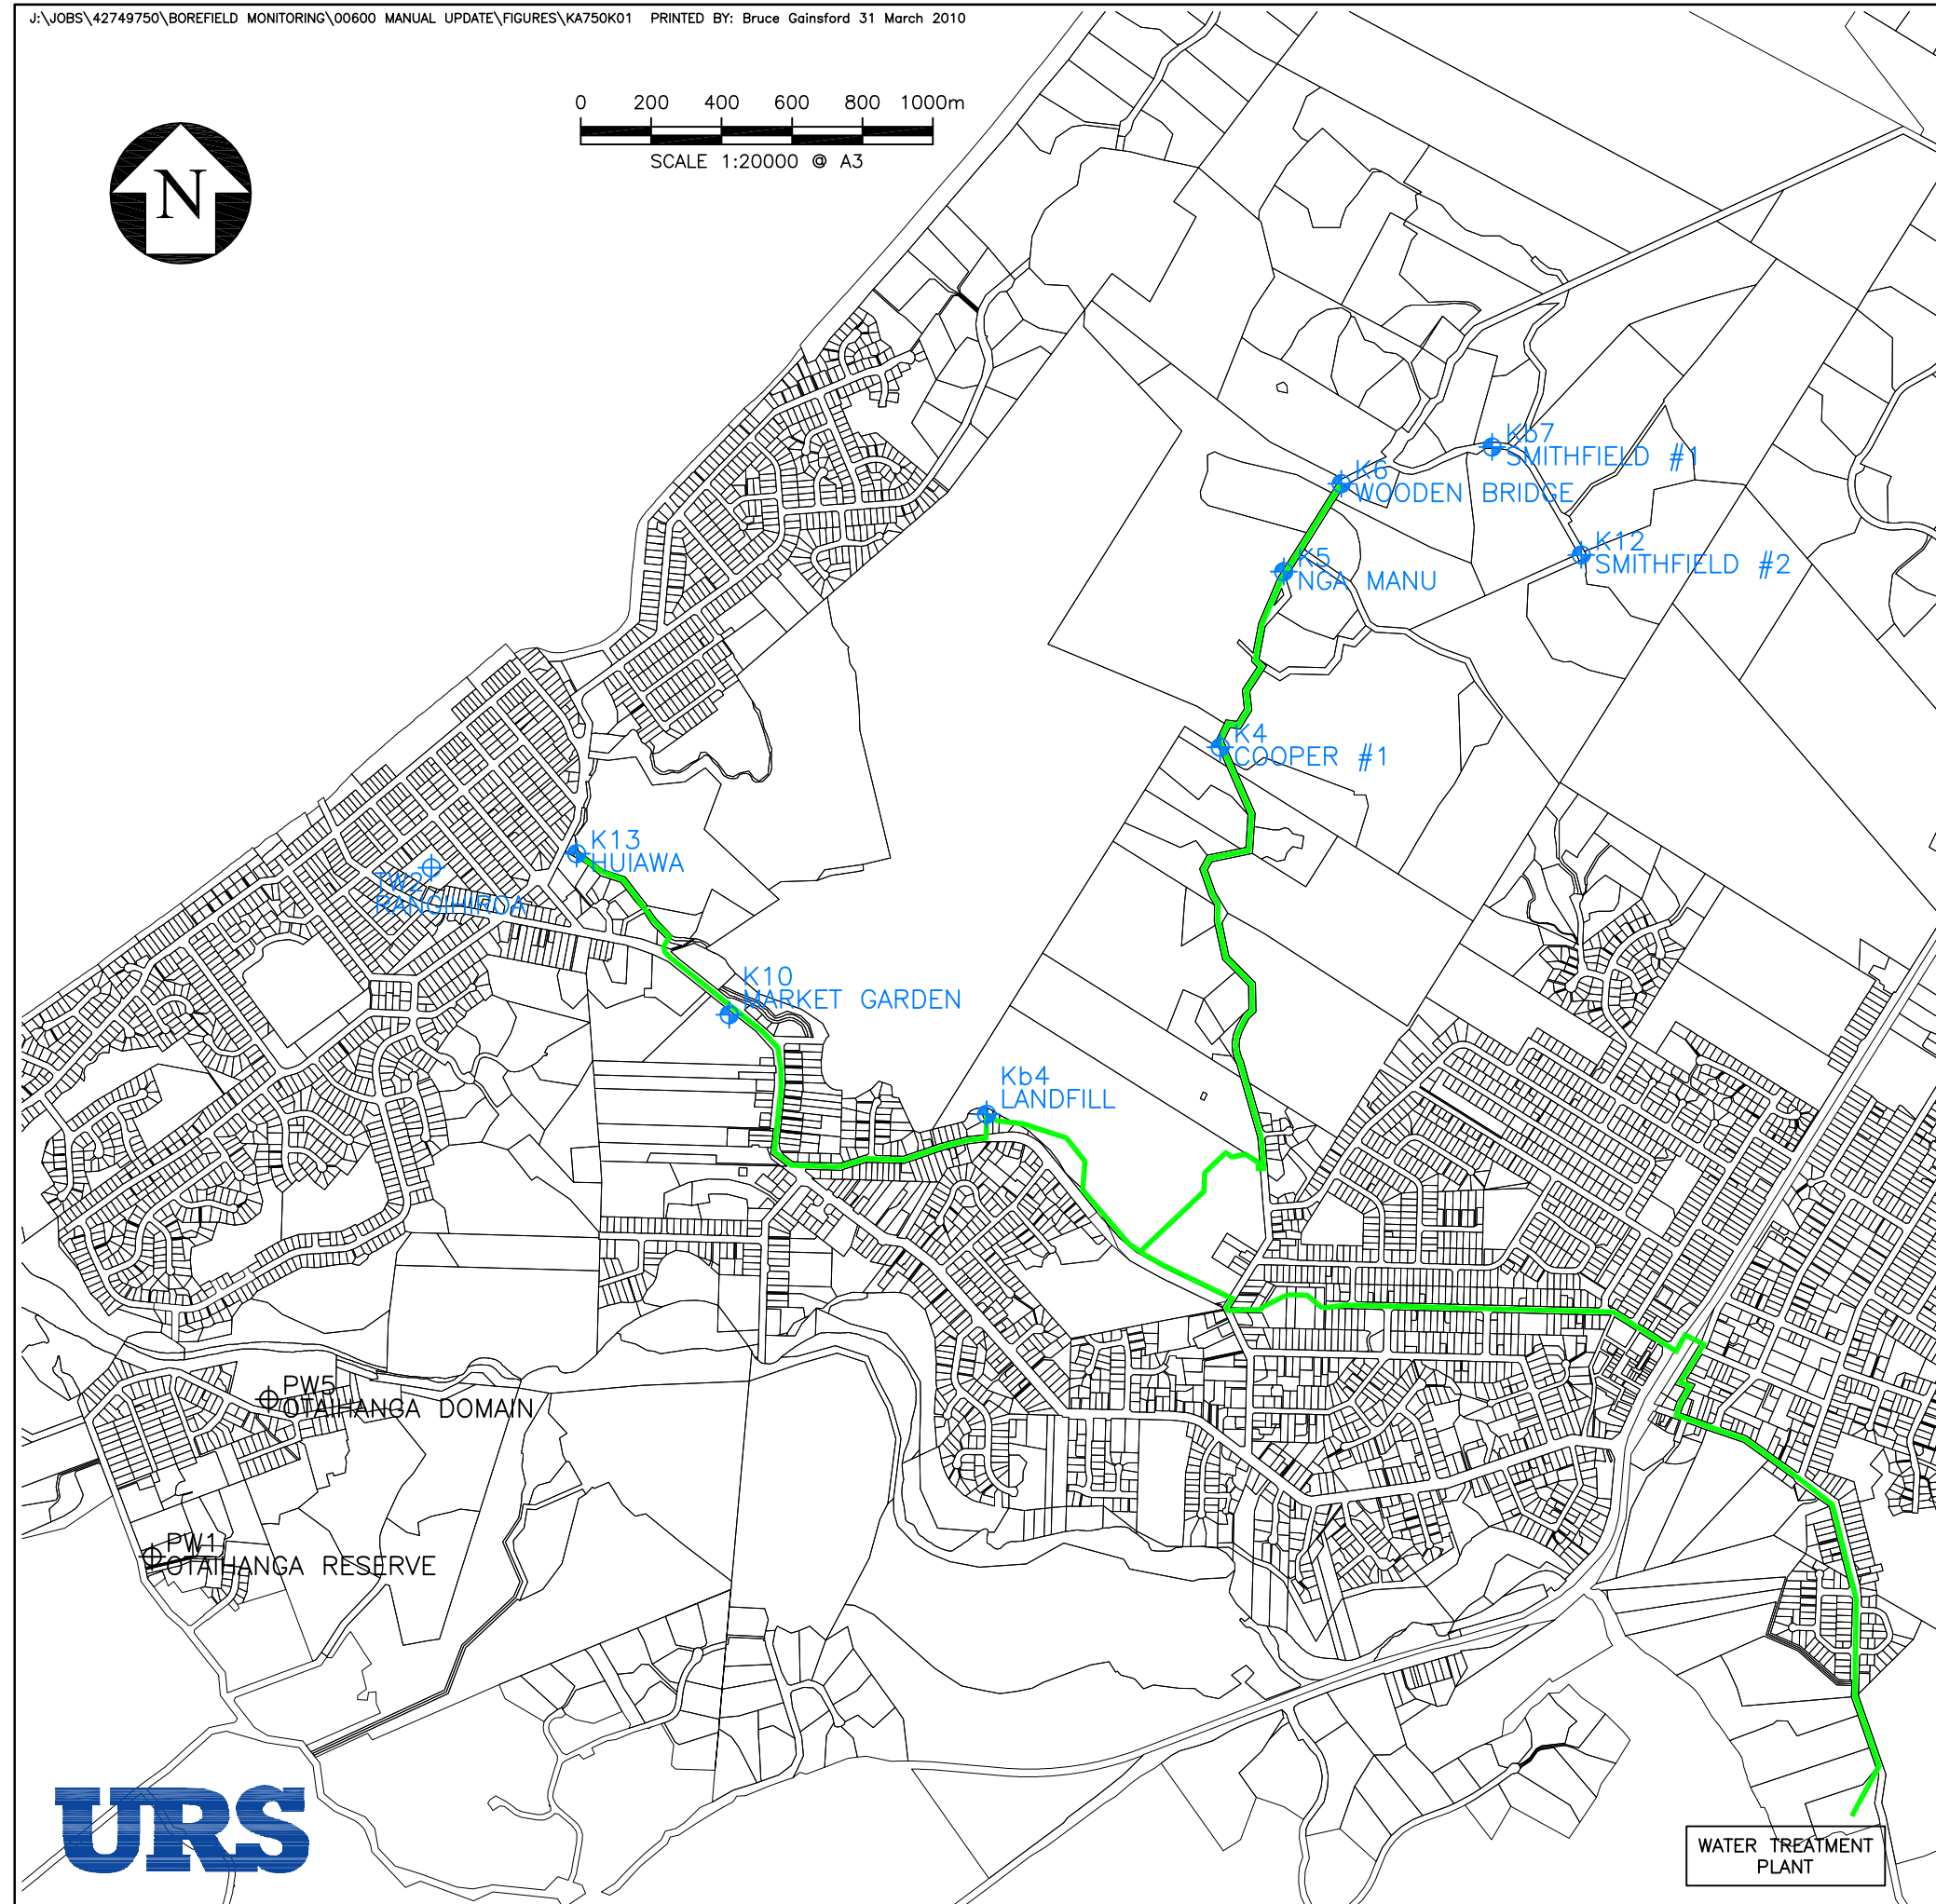 J:\JOBS\42749750\BOREFIELD MONITORING\00600 MANUAL UPDATE\FIGURES\KA750K01 PRINTED BY: Bruce Gainsford 31 March 2010
0 200 400 600 800 1000m
SCALE 1:20000 @ A3
N
Kb7
SMITHFIELD #1
K6
WOODEN BRIDGE
K12
SMITHFIELD #2
K5
NGA MANU
K4
COOPER #1
K13
HUIAWA
TW2
RANGIHIROA
K10
MARKET GARDEN
Kb4
LANDFILL
PW5
OTAIHANGA DOMAIN
PW1
OTAIHANGA RESERVE
URS
WATER TREATMENT
PLANT